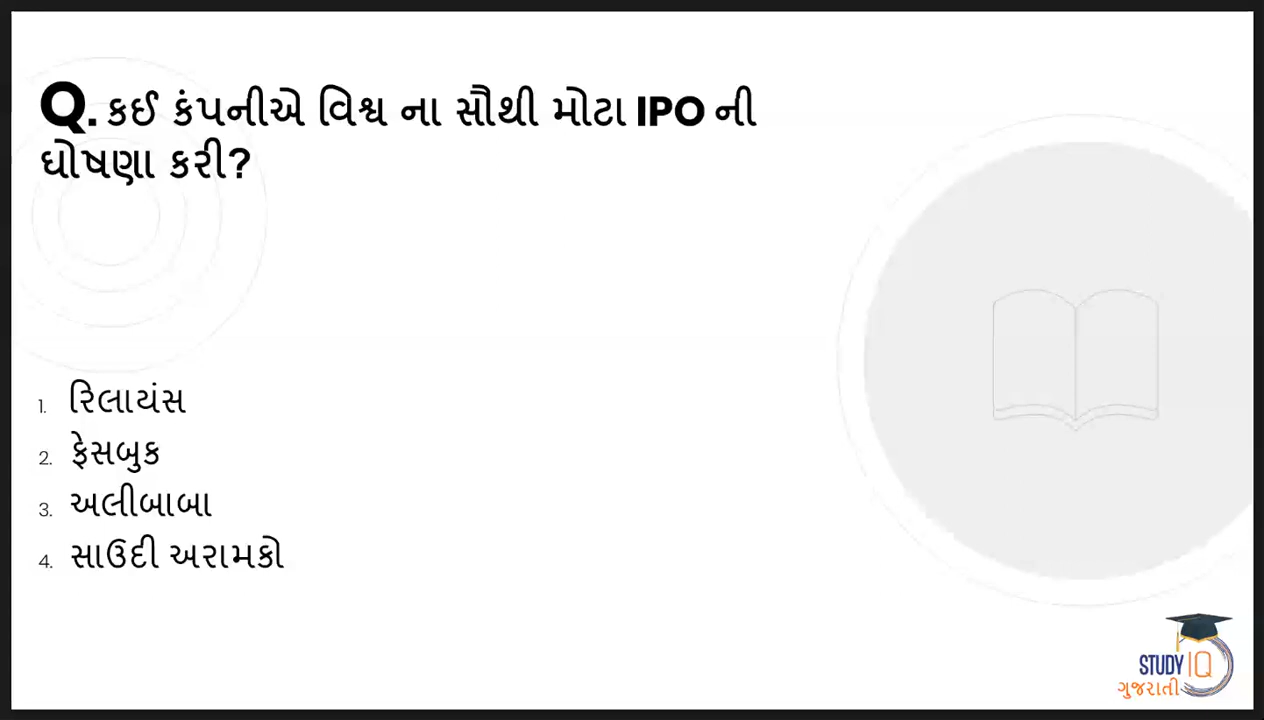 Q. કઈ કંપનીએ વિશ્વ ના સૌથી મોટા IPO ની
ઘોષણા કરી?
1. રિલાયંસ
2. ફેસબુક
3. અલીબાબા
4. સાઉદી અરામકો
STUDY IQ
ગુજરાતી